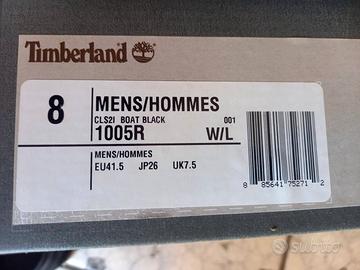 Timberland
8
MENS/HOMMES
CLS2I BOAT BLACK 001
1005R W/L
MENS/HOMMES
EU41.5 JP26 UK7.5
8 85641 75271 2
subito